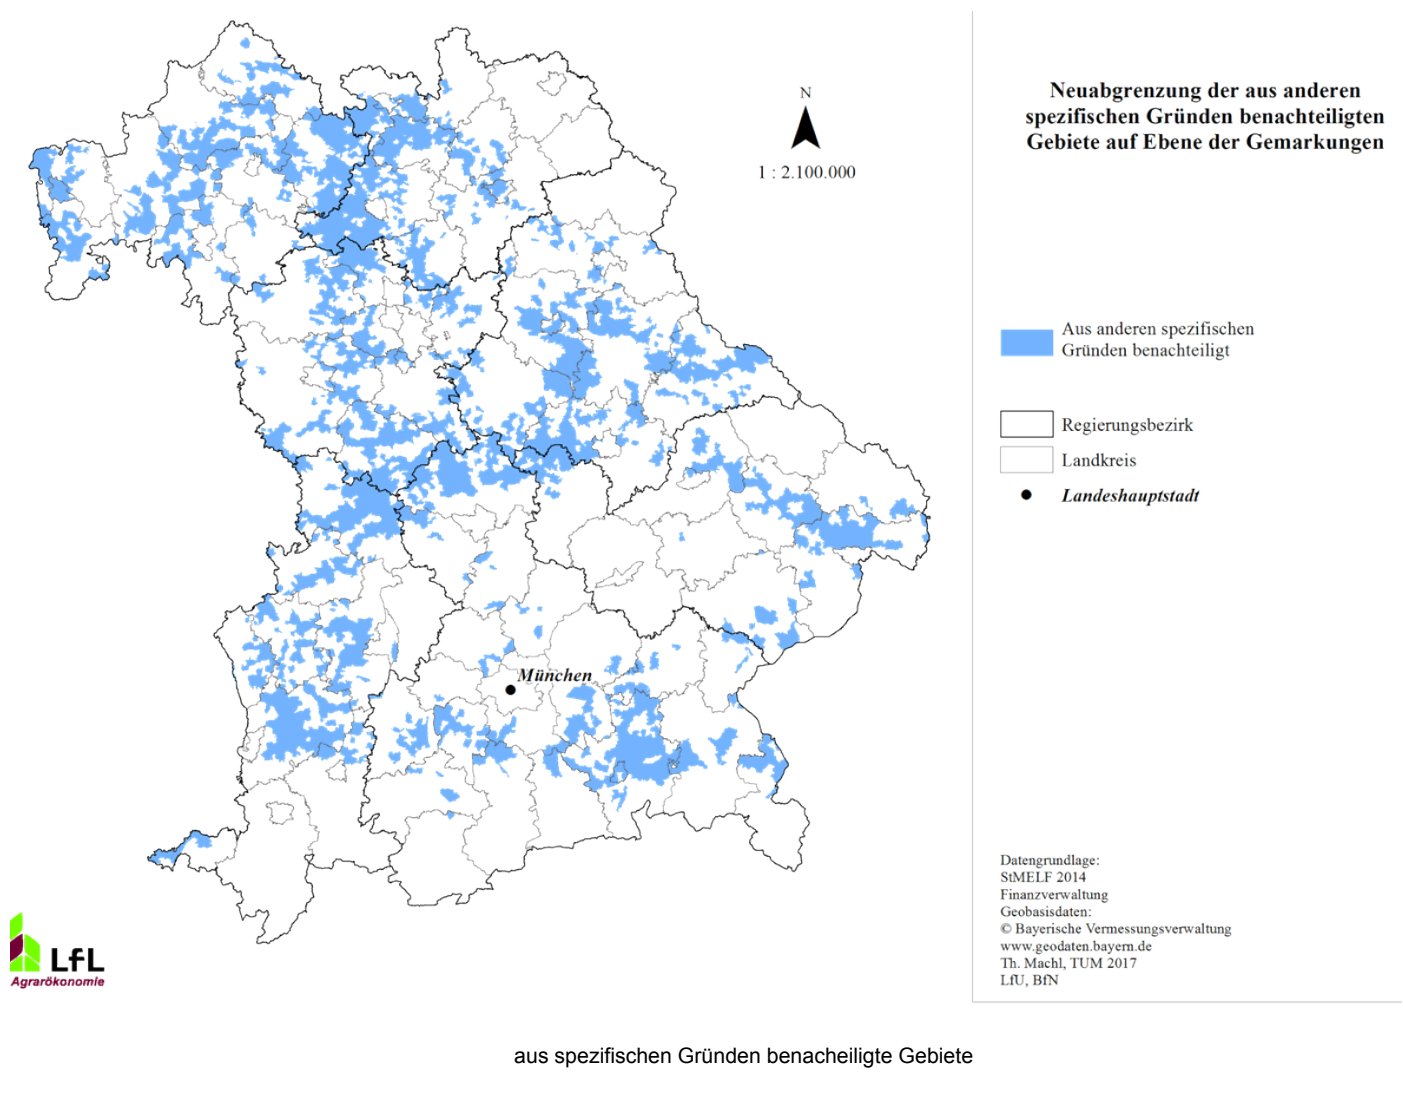 Neuabgrenzung der aus anderen
spezifischen Gründen benachteiligten
Gebiete auf Ebene der Gemarkungen
N
1 : 2.100.000
Aus anderen spezifischen
Gründen benachteiligt
Regierungsbezirk
Landkreis
Landeshauptstadt
München
Datengrundlage:
StMELF 2014
Finanzverwaltung
Geobasisdaten:
© Bayerische Vermessungsverwaltung
www.geodaten.bayern.de
Th. Machl, TUM 2017
LfU, BfN
LfL
Agrarökonomie
aus spezifischen Gründen benacheiligte Gebiete